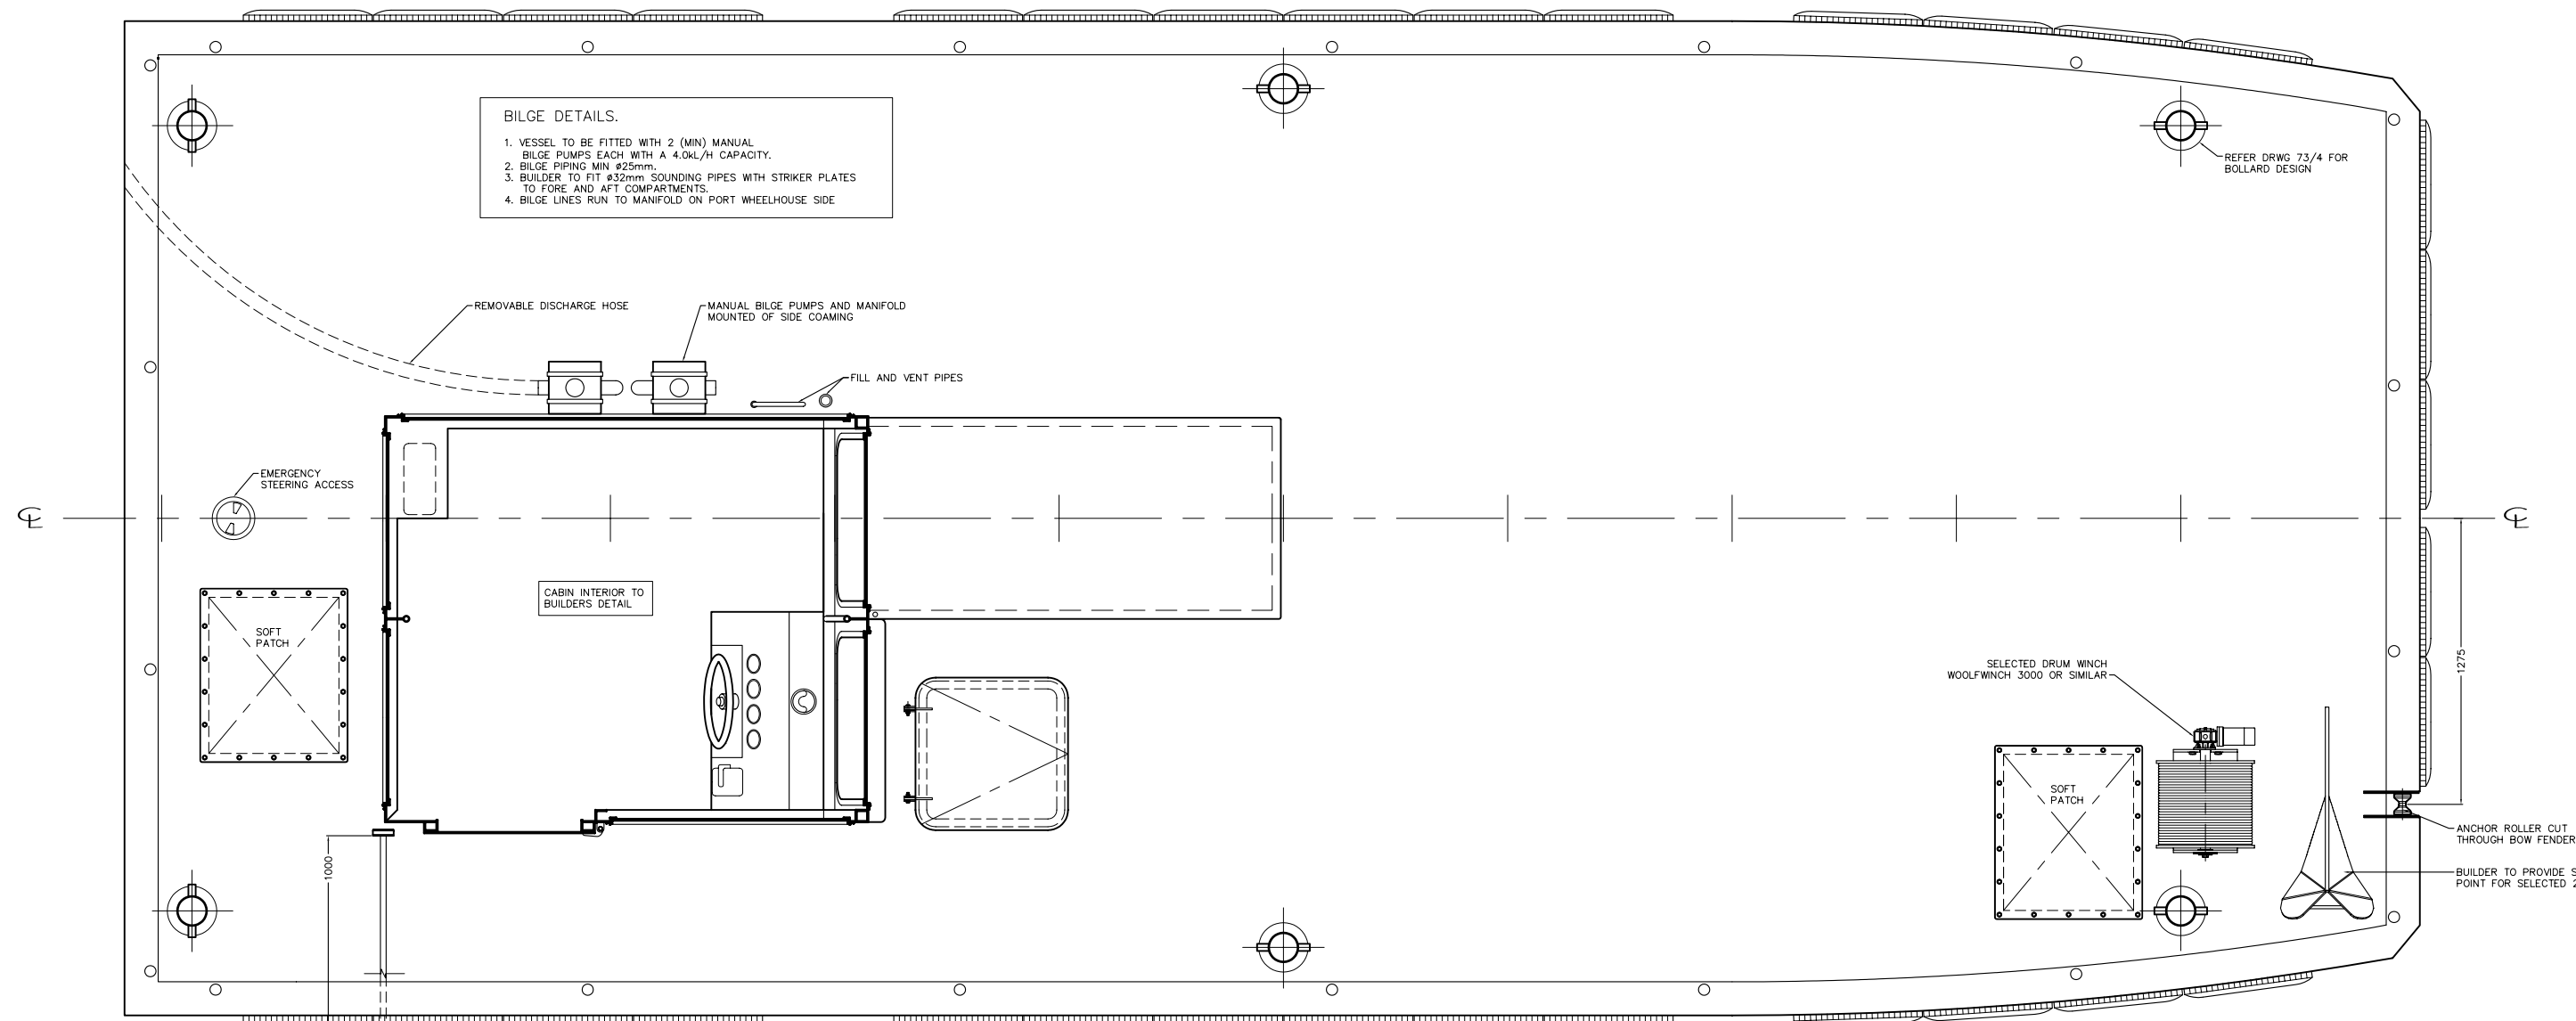 BILGE DETAILS.
1. VESSEL TO BE FITTED WITH 2 (MIN) MANUAL
BILGE PUMPS EACH WITH A 4.0kL/H CAPACITY.
2. BILGE PIPING MIN ø25mm.
3. BUILDER TO FIT ø32mm SOUNDING PIPES WITH STRIKER PLATES
TO FORE AND AFT COMPARTMENTS.
4. BILGE LINES RUN TO MANIFOLD ON PORT WHEELHOUSE SIDE
REFER DRWG 73/4 FOR
BOLLARD DESIGN
REMOVABLE DISCHARGE HOSE
MANUAL BILGE PUMPS AND MANIFOLD
MOUNTED OF SIDE COAMING
FILL AND VENT PIPES
EMERGENCY
STEERING ACCESS
℄
℄
CABIN INTERIOR TO
BUILDERS DETAIL
SOFT
PATCH
SELECTED DRUM WINCH
WOOLFWINCH 3000 OR SIMILAR
1275
SOFT
PATCH
ANCHOR ROLLER CUT
THROUGH BOW FENDER
1000
BUILDER TO PROVIDE S
POINT FOR SELECTED 2